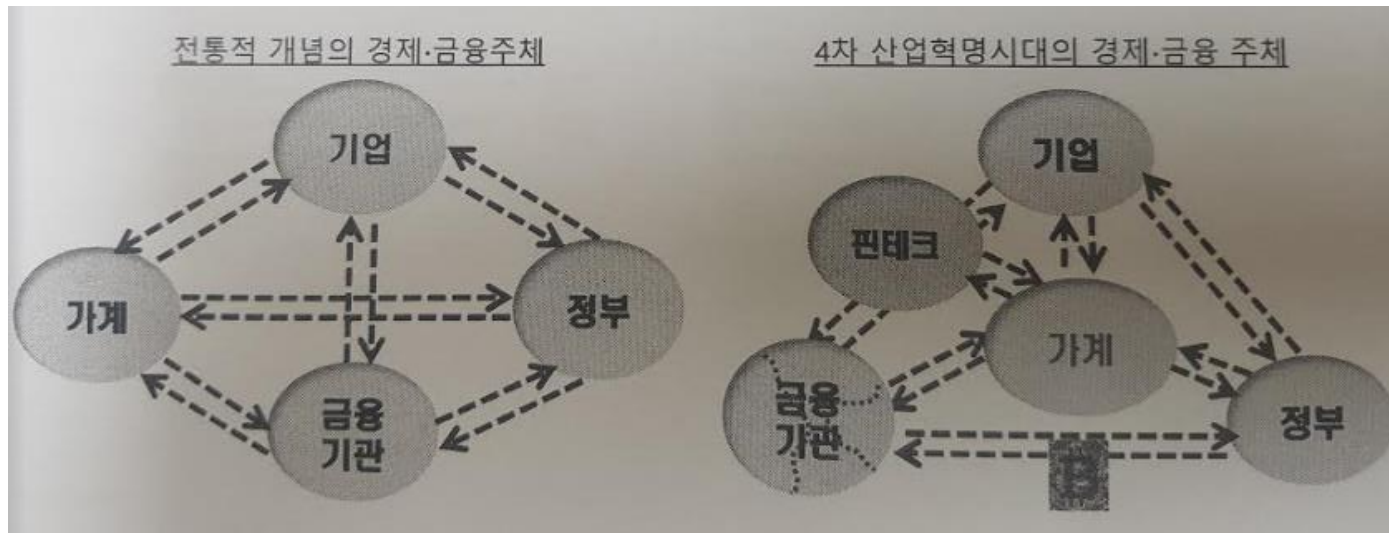 전통적 개념의 경제·금융주체
기업
가계
정부
금융
기관
4차 산업혁명시대의 경제·금융 주체
기업
핀테크
가계
금융
기관
정부